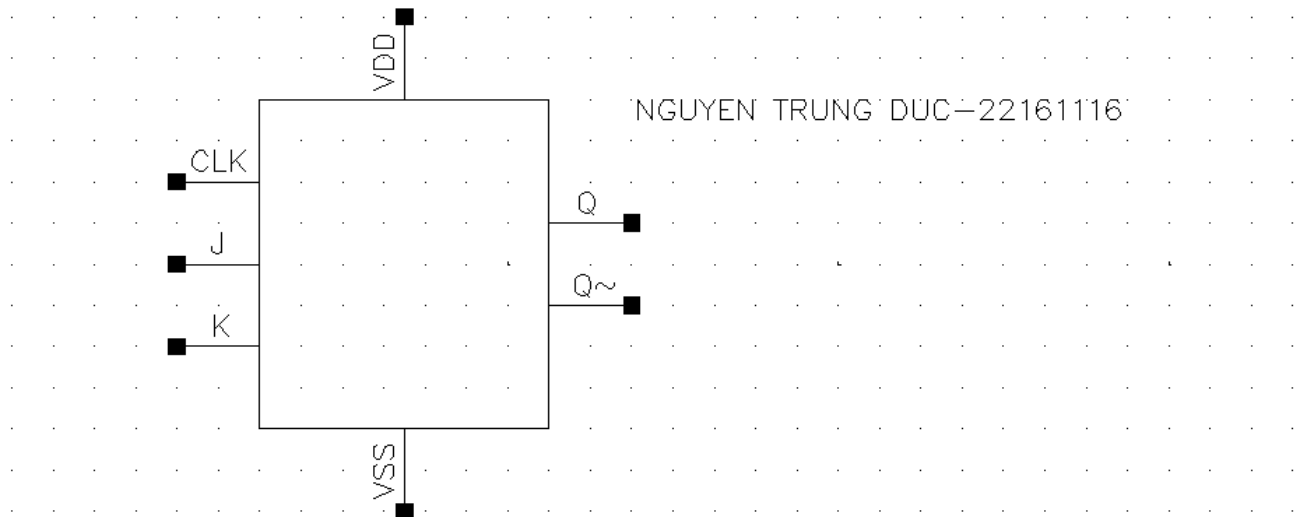 VDD
NGUYEN TRUNG DUC-22161116
CLK
Q
J
Q~
K
VSS